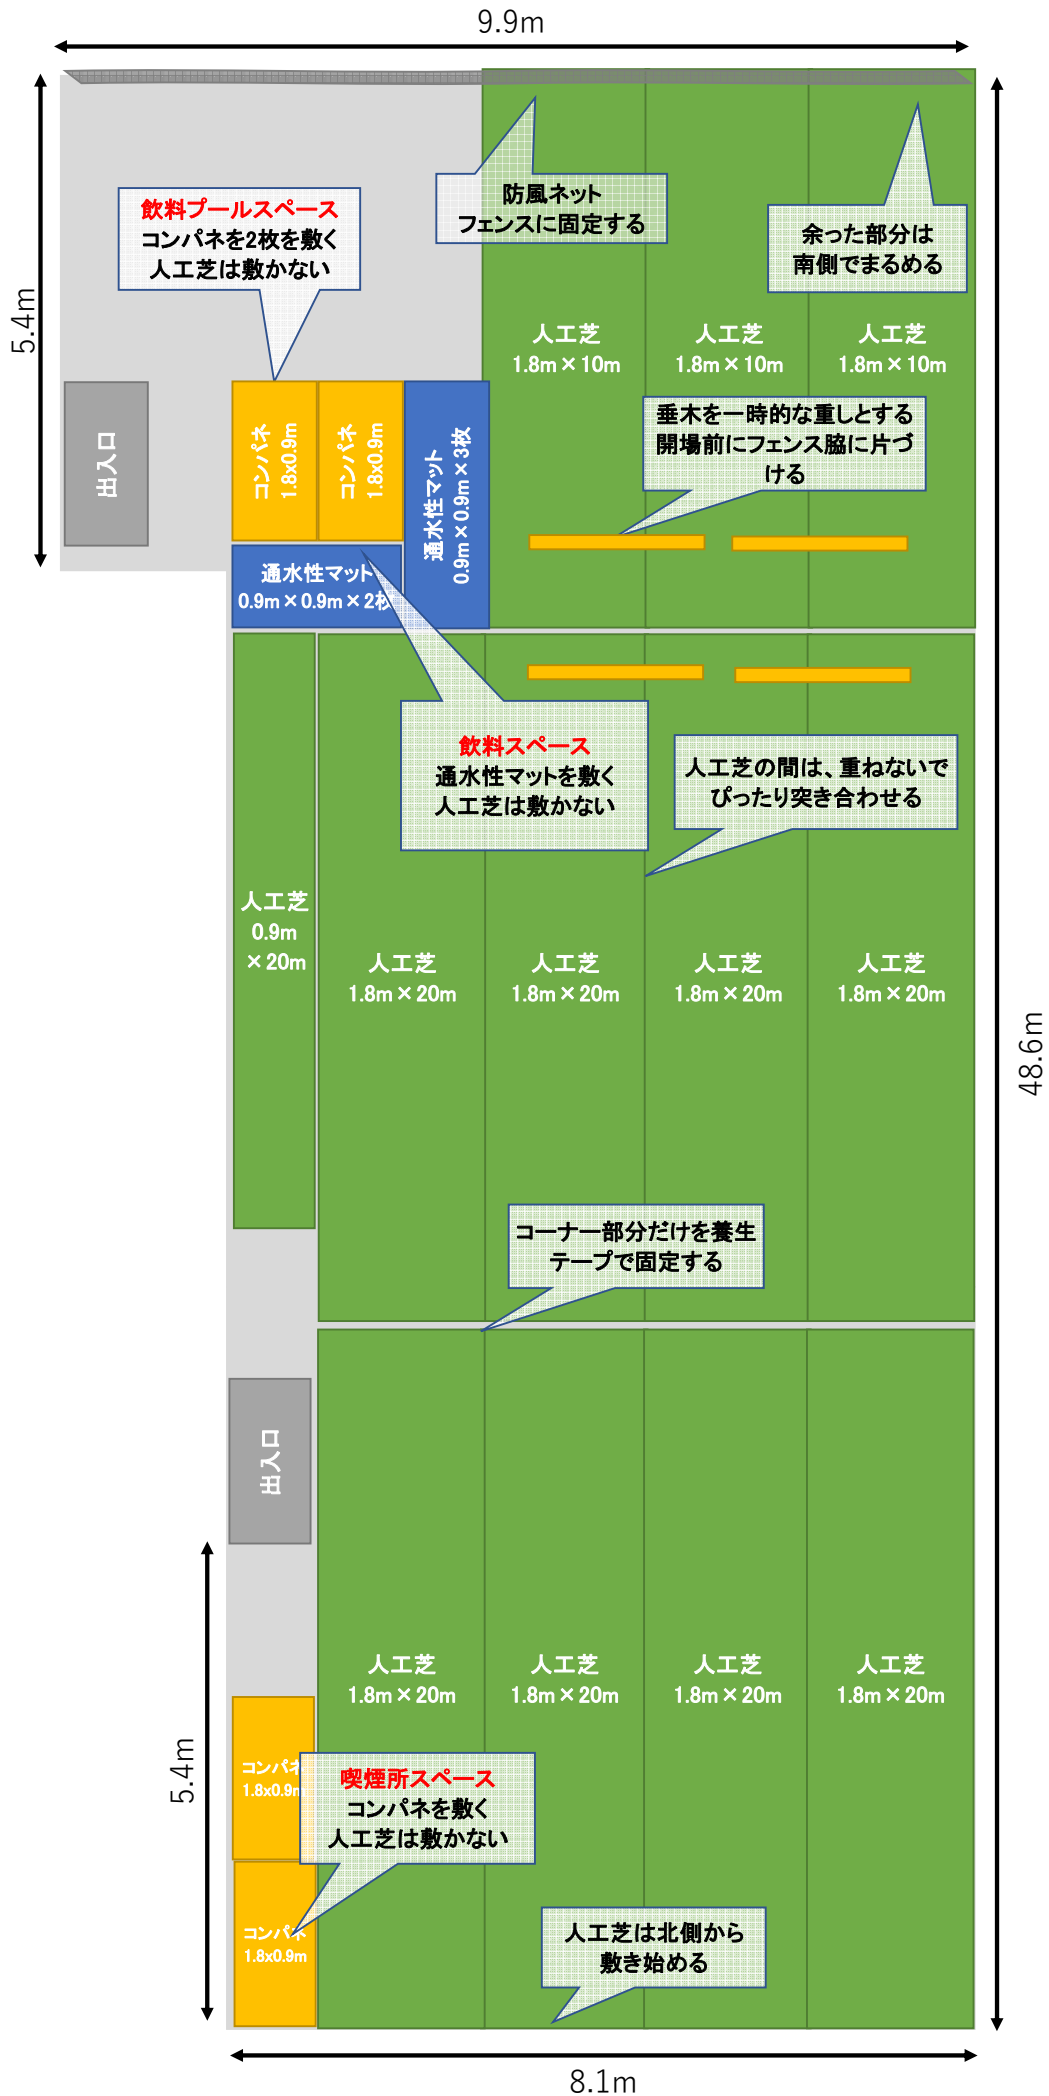 9.9m
5.4m
防風ネット
フェンスに固定する
飲料プールスペース
コンパネを2枚を敷く
人工芝は敷かない
余った部分は
南側でまるめる
人工芝
1.8m×10m
人工芝
1.8m×10m
人工芝
1.8m×10m
出入口
コンパネ
1.8x0.9m
コンパネ
1.8x0.9m
通水性マット
0.9m×0.9m×3枚
垂木を一時的な重しとする
開場前にフェンス脇に片づ
ける
通水性マット
0.9m×0.9m×2枚
飲料スペース
通水性マットを敷く
人工芝は敷かない
人工芝の間は、重ねないで
ぴったり突き合わせる
人工芝
0.9m
×20m
人工芝
1.8m×20m
人工芝
1.8m×20m
人工芝
1.8m×20m
人工芝
1.8m×20m
48.6m
コーナー部分だけを養生
テープで固定する
出入口
5.4m
人工芝
1.8m×20m
人工芝
1.8m×20m
人工芝
1.8m×20m
人工芝
1.8m×20m
コンパネ
1.8x0.9m
喫煙所スペース
コンパネを敷く
人工芝は敷かない
コンパネ
1.8x0.9m
人工芝は北側から
敷き始める
8.1m